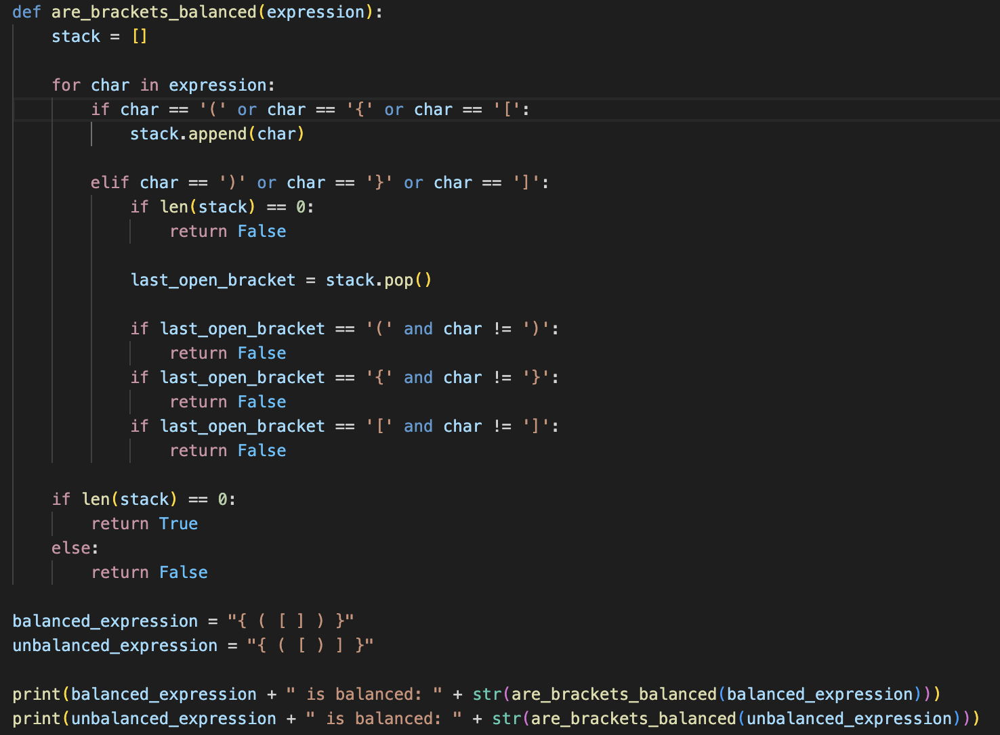 def are_brackets_balanced(expression):
    stack = []

    for char in expression:
        if char == '(' or char == '{' or char == '[':
            stack.append(char)

        elif char == ')' or char == '}' or char == ']':
            if len(stack) == 0:
                return False

            last_open_bracket = stack.pop()

            if last_open_bracket == '(' and char != ')':
                return False
            if last_open_bracket == '{' and char != '}':
                return False
            if last_open_bracket == '[' and char != ']':
                return False

    if len(stack) == 0:
        return True
    else:
        return False

balanced_expression = "{ ( [ ] ) }"
unbalanced_expression = "{ ( [ ) ] }"

print(balanced_expression + " is balanced: " + str(are_brackets_balanced(balanced_expression)))
print(unbalanced_expression + " is balanced: " + str(are_brackets_balanced(unbalanced_expression)))